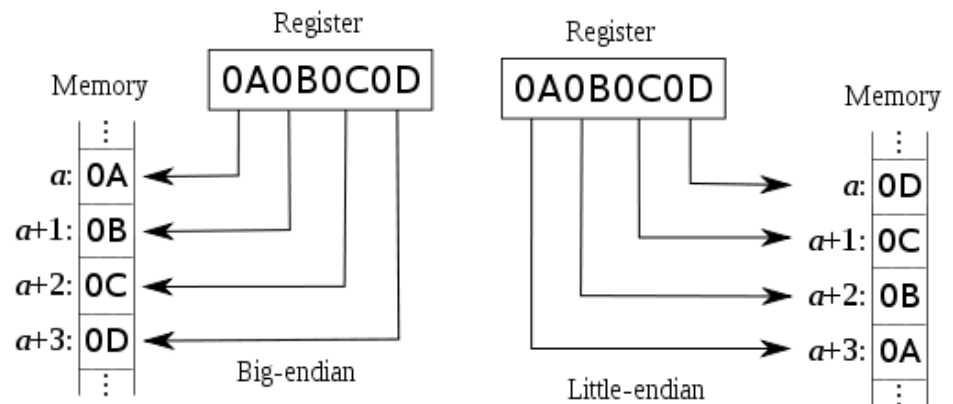 Register
0A0B0C0D
Memory
⋮
a: 0A
a+1: 0B
a+2: 0C
a+3: 0D
⋮
Big-endian
Register
0A0B0C0D
Memory
⋮
a: 0D
a+1: 0C
a+2: 0B
a+3: 0A
⋮
Little-endian